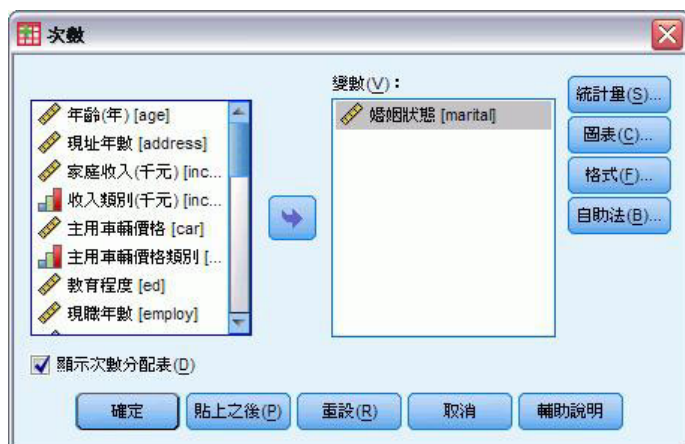 次數
變數(V)：
年齡(年) [age]
現址年數 [address]
家庭收入(千元) [inc...
收入類別(千元) [inc...
主用車輛價格 [car]
主用車輛價格類別 [...
教育程度 [ed]
現職年數 [employ]
婚姻狀態 [marital]
統計量(S)...
圖表(C)...
格式(F)...
自助法(B)...
顯示次數分配表(D)
確定
貼上之後(P)
重設(R)
取消
輔助說明